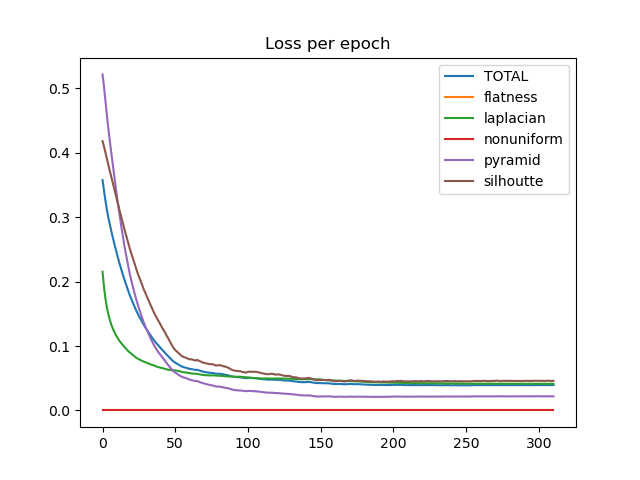 Loss per epoch
TOTAL
flatness
laplacian
nonuniform
pyramid
silhoutte
0.5
0.4
0.3
0.2
0.1
0.0
0 50 100 150 200 250 300